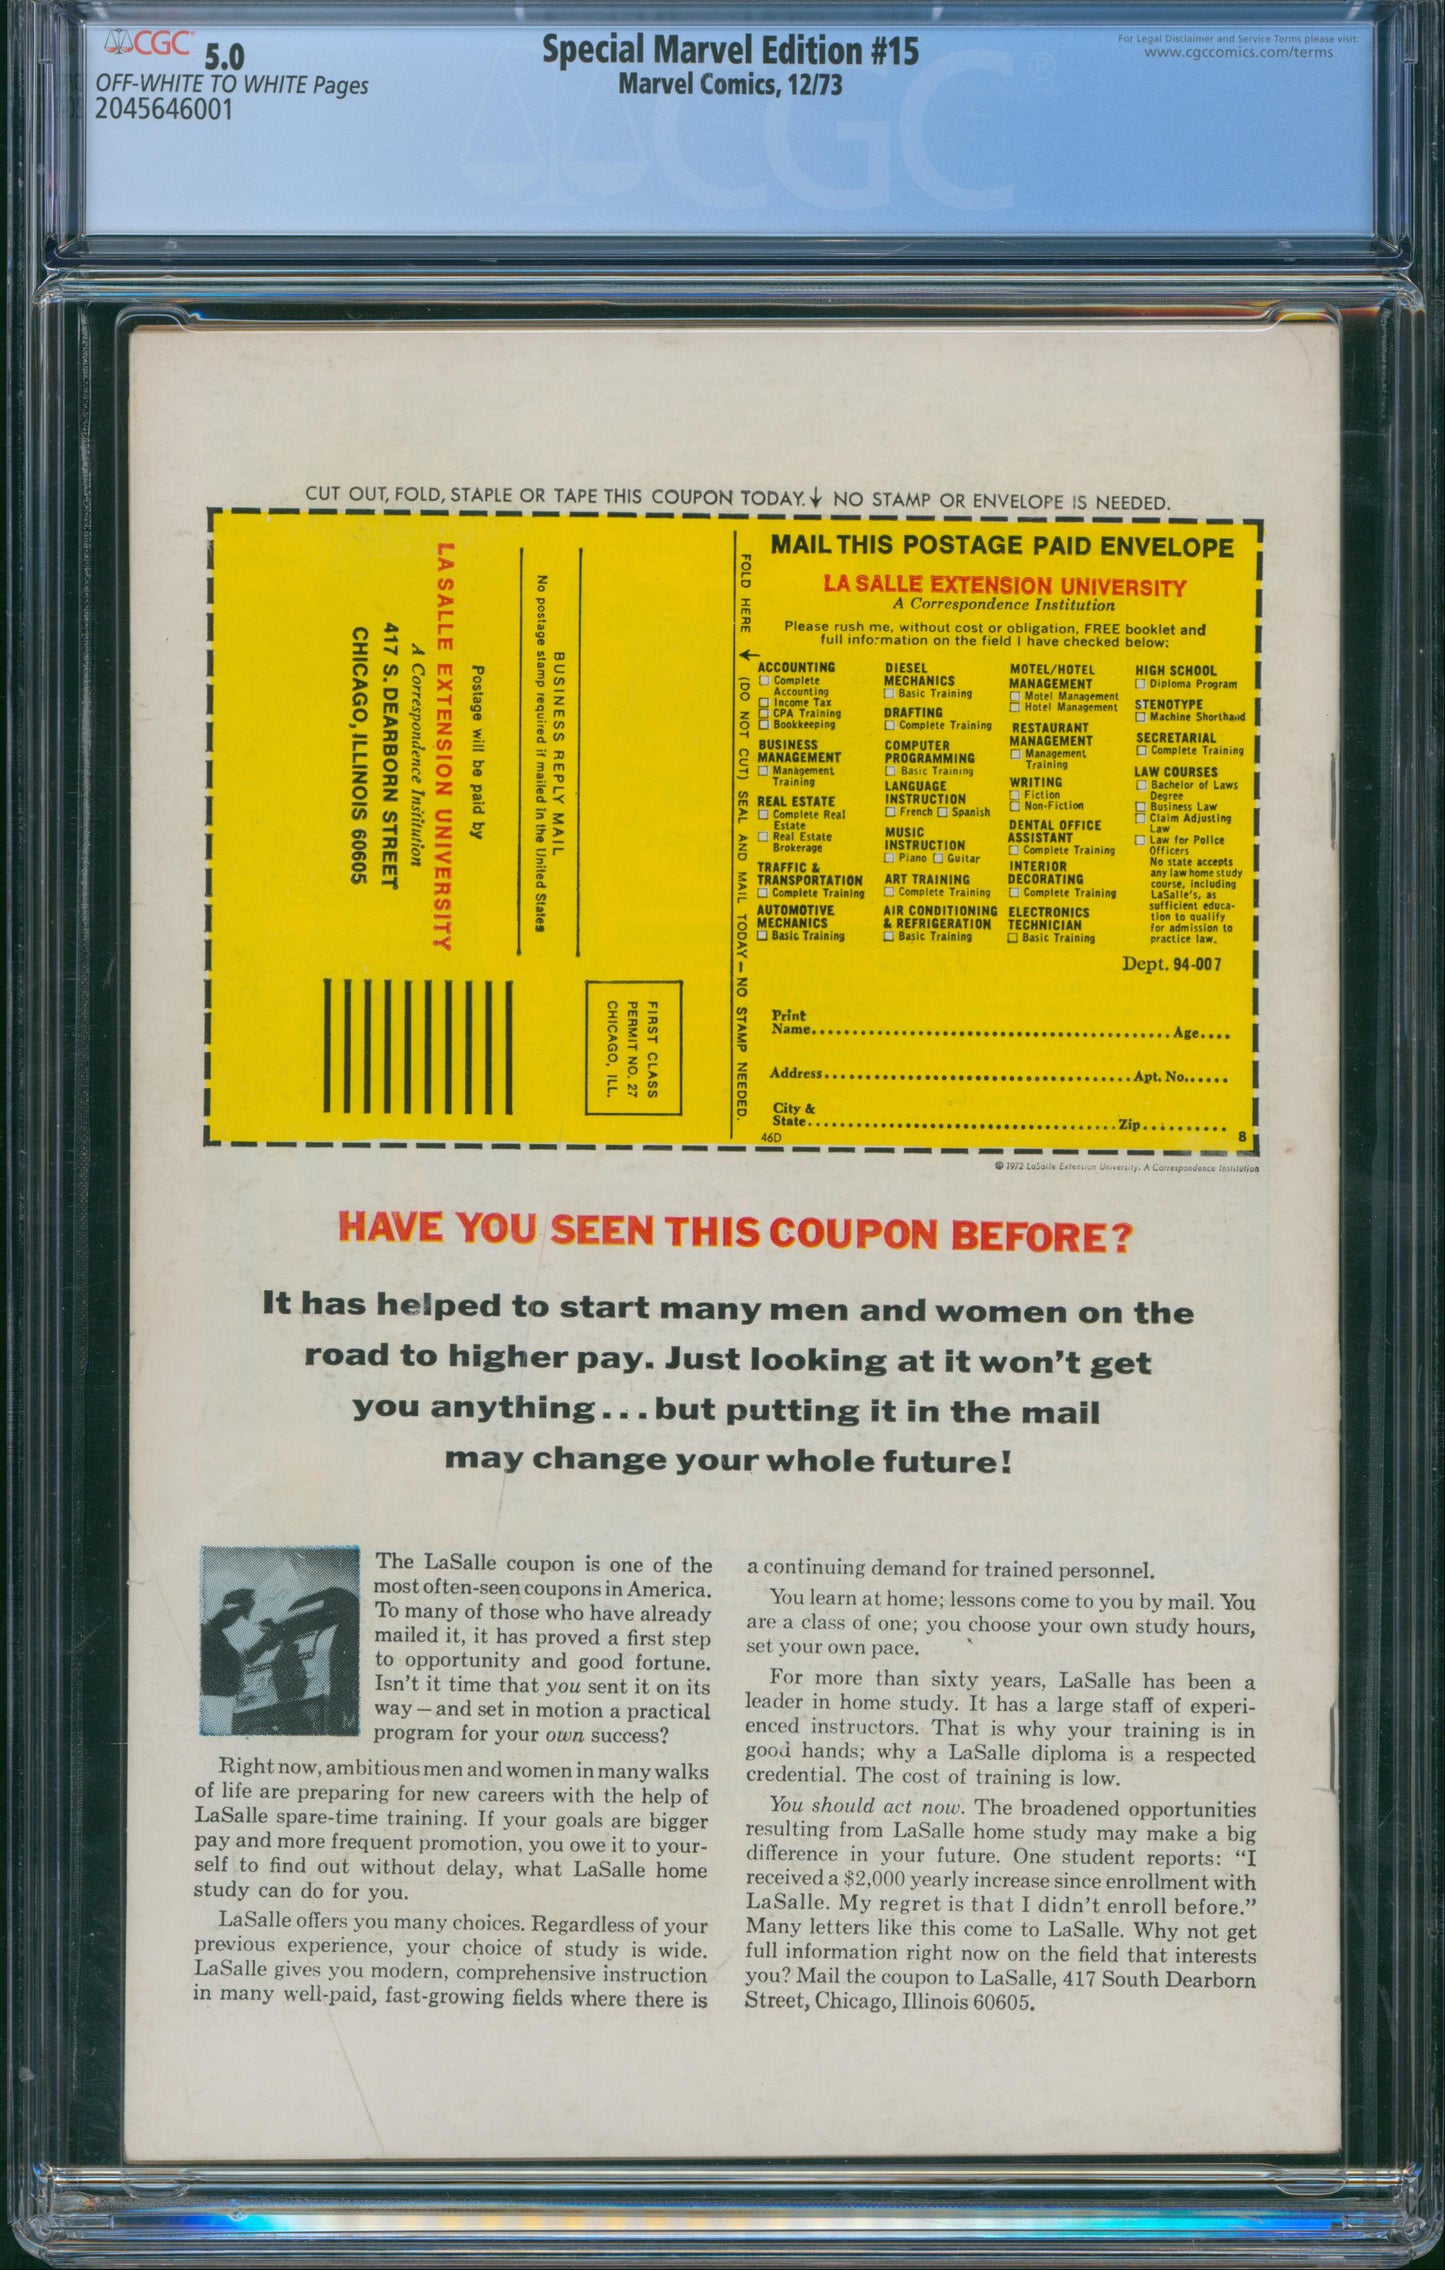 CGC 5.0
OFF-WHITE TO WHITE Pages
2045646001
Special Marvel Edition #15
Marvel Comics, 12/73
For Legal Disclaimer and Service Terms please visit:
www.cgccomics.com/terms
CGC®
CUT OUT, FOLD, STAPLE OR TAPE THIS COUPON TODAY.↓ NO STAMP OR ENVELOPE IS NEEDED.
FIRST CLASS
PERMIT NO. 27
CHICAGO, ILL.
BUSINESS REPLY MAIL
No postage stamp required if mailed in the United States
Postage will be paid by
LA SALLE EXTENSION UNIVERSITY
A Correspondence Institution
417 S. DEARBORN STREET
CHICAGO, ILLINOIS 60605
FOLD HERE ↓ (DO NOT CUT) SEAL AND MAIL TODAY—NO STAMP NEEDED.
MAIL THIS POSTAGE PAID ENVELOPE
LA SALLE EXTENSION UNIVERSITY
A Correspondence Institution
Please rush me, without cost or obligation, FREE booklet and
full information on the field I have checked below:
ACCOUNTING
☐ Complete
Accounting
☐ Income Tax
☐ CPA Training
☐ Bookkeeping
BUSINESS
MANAGEMENT
☐ Management
Training
REAL ESTATE
☐ Complete Real
Estate
☐ Real Estate
Brokerage
TRAFFIC &
TRANSPORTATION
☐ Complete Training
AUTOMOTIVE
MECHANICS
☐ Basic Training
DIESEL
MECHANICS
☐ Basic Training
DRAFTING
☐ Complete Training
COMPUTER
PROGRAMMING
☐ Basic Training
LANGUAGE
INSTRUCTION
☐ French ☐ Spanish
MUSIC
INSTRUCTION
☐ Piano ☐ Guitar
ART TRAINING
☐ Complete Training
AIR CONDITIONING
& REFRIGERATION
☐ Basic Training
MOTEL/HOTEL
MANAGEMENT
☐ Motel Management
☐ Hotel Management
RESTAURANT
MANAGEMENT
☐ Management
Training
WRITING
☐ Fiction
☐ Non-Fiction
DENTAL OFFICE
ASSISTANT
☐ Complete Training
INTERIOR
DECORATING
☐ Complete Training
ELECTRONICS
TECHNICIAN
☐ Basic Training
HIGH SCHOOL
☐ Diploma Program
STENOTYPE
☐ Machine Shorthand
SECRETARIAL
☐ Complete Training
LAW COURSES
☐ Bachelor of Laws
Degree
☐ Business Law
☐ Claim Adjusting
Law
☐ Law for Police
Officers
No state accepts
any law home study
course, including
LaSalle's, as
sufficient educa-
tion to qualify
for admission to
practice law.
Dept. 94-007
Print
Name........ Age....
Address........ Apt. No......
City &
State........ Zip........
46D 8
© 1972 LaSalle Extension University. A Correspondence Institution
HAVE YOU SEEN THIS COUPON BEFORE?
It has helped to start many men and women on the
road to higher pay. Just looking at it won't get
you anything...but putting it in the mail
may change your whole future!
The LaSalle coupon is one of the
most often-seen coupons in America.
To many of those who have already
mailed it, it has proved a first step
to opportunity and good fortune.
Isn't it time that you sent it on its
way—and set in motion a practical
program for your own success?
Right now, ambitious men and women in many walks
of life are preparing for new careers with the help of
LaSalle spare-time training. If your goals are bigger
pay and more frequent promotion, you owe it to your-
self to find out without delay, what LaSalle home
study can do for you.
LaSalle offers you many choices. Regardless of your
previous experience, your choice of study is wide.
LaSalle gives you modern, comprehensive instruction
in many well-paid, fast-growing fields where there is
a continuing demand for trained personnel.
You learn at home; lessons come to you by mail. You
are a class of one; you choose your own study hours,
set your own pace.
For more than sixty years, LaSalle has been a
leader in home study. It has a large staff of experi-
enced instructors. That is why your training is in
good hands; why a LaSalle diploma is a respected
credential. The cost of training is low.
You should act now. The broadened opportunities
resulting from LaSalle home study may make a big
difference in your future. One student reports: "I
received a $2,000 yearly increase since enrollment with
LaSalle. My regret is that I didn't enroll before."
Many letters like this come to LaSalle. Why not get
full information right now on the field that interests
you? Mail the coupon to LaSalle, 417 South Dearborn
Street, Chicago, Illinois 60605.